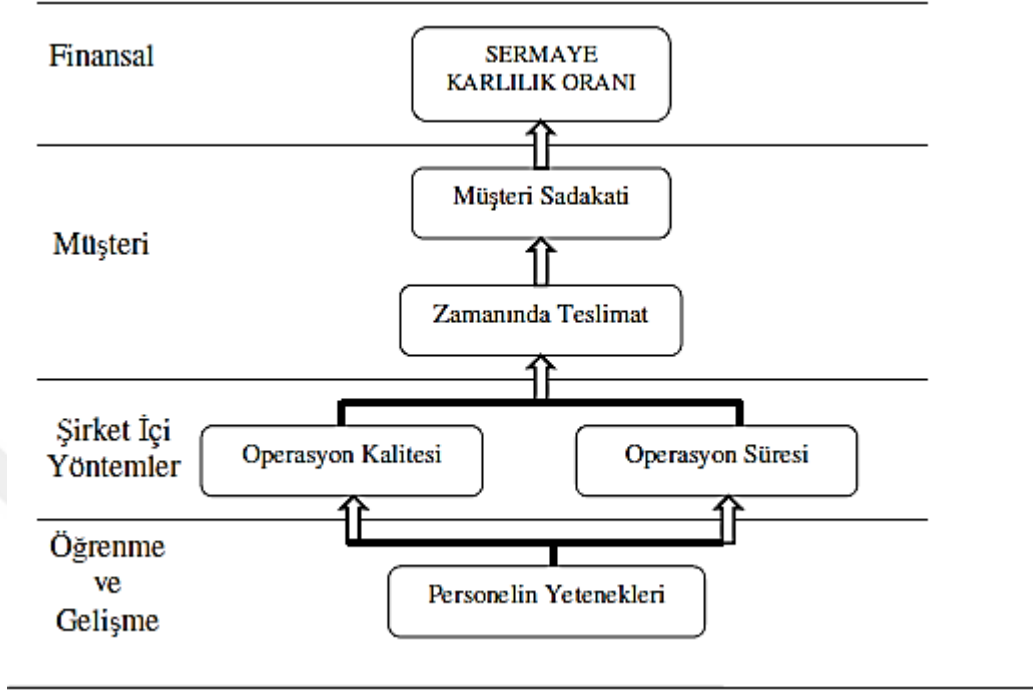 Finansal
SERMAYE
KARLILIK ORANI
Müşteri
Müşteri Sadakati
Zamanında Teslimat
Şirket İçi
Yöntemler
Operasyon Kalitesi
Operasyon Süresi
Öğrenme
ve
Gelişme
Personelin Yetenekleri